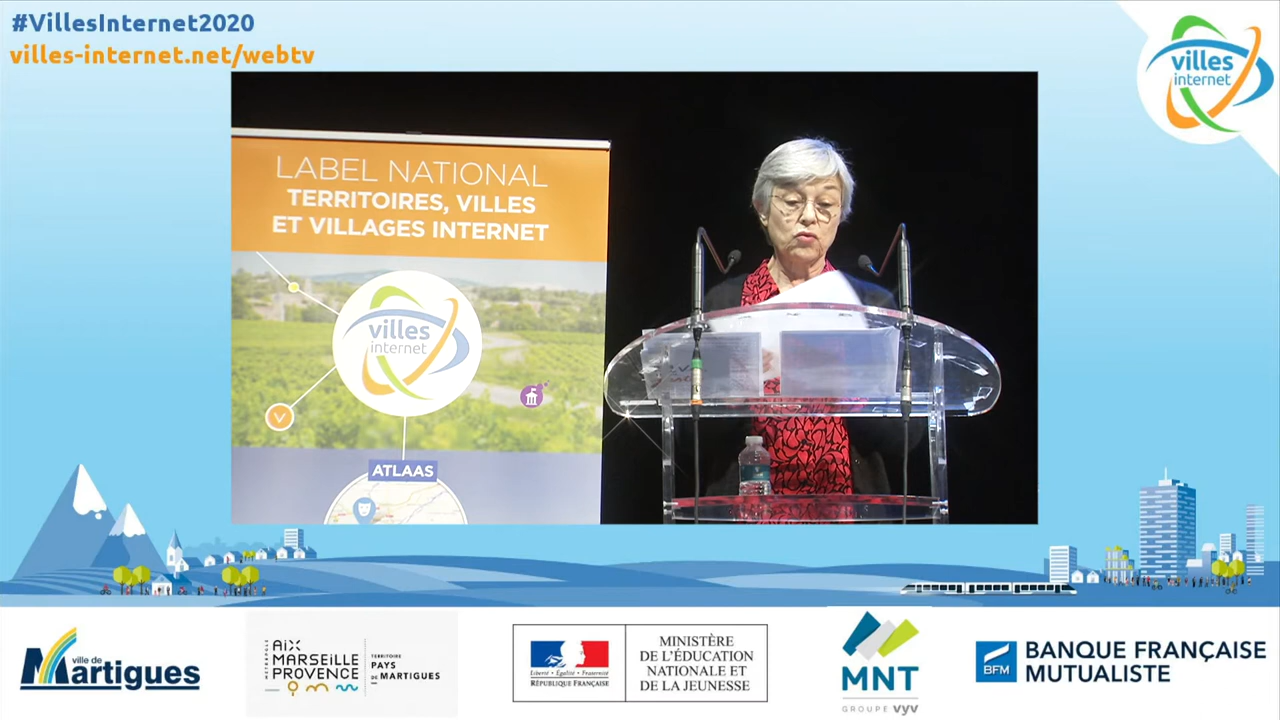 #VillesInternet2020
villes-internet.net/webtv
villes
internet
LABEL NATIONAL
TERRITOIRES, VILLES
ET VILLAGES INTERNET
villes
internet
ATLAAS
ville de
Martigues
MÉTROPOLE
AIX
MARSEILLE
PROVENCE
TERRITOIRE
PAYS
DE MARTIGUES
Liberté • Égalité • Fraternité
RÉPUBLIQUE FRANÇAISE
MINISTÈRE
DE L'ÉDUCATION
NATIONALE ET
DE LA JEUNESSE
MNT
GROUPE vyv
BFM
BANQUE FRANÇAISE
MUTUALISTE